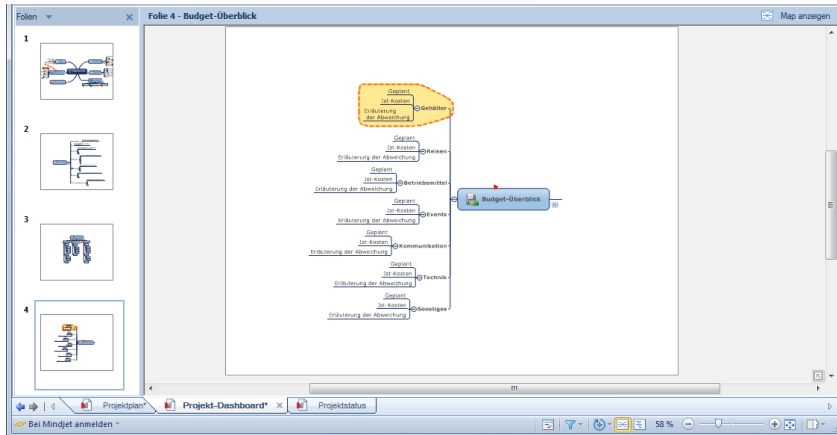 Folien
Folie 4 - Budget-Überblick
Map anzeigen
1
2
3
4
Geplant
Ist-Kosten
Gehälter
Erläuterung
der Abweichung
Geplant
Ist-Kosten
Reisen
Erläuterung der Abweichung
Geplant
Ist-Kosten
Betriebsmittel
Erläuterung der Abweichung
Budget-Überblick
Geplant
Ist-Kosten
Events
Erläuterung der Abweichung
Geplant
Ist-Kosten
Kommunikation
Erläuterung der Abweichung
Geplant
Ist-Kosten
Technik
Erläuterung der Abweichung
Geplant
Ist-Kosten
Sonstiges
Erläuterung der Abweichung
Projektplan*
Projekt-Dashboard*
Projektstatus
Bei Mindjet anmelden
58 %